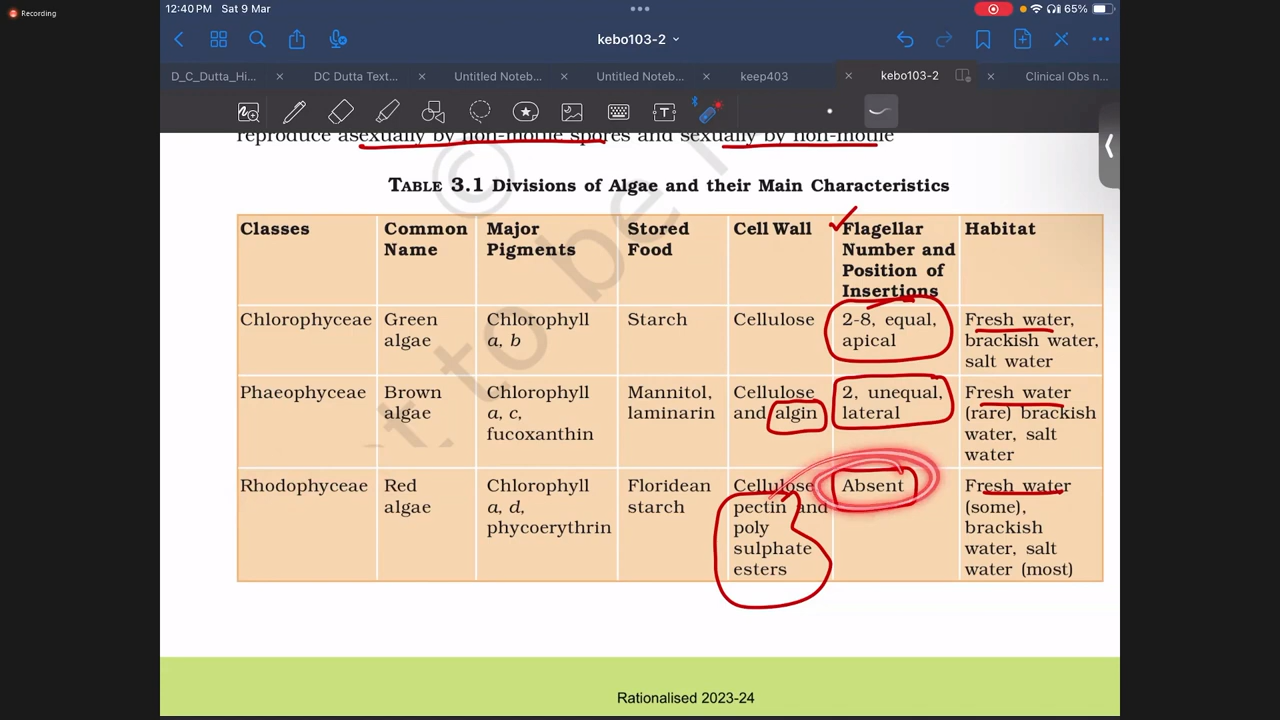 Recording
12:40 PM Sat 9 Mar
65%
kebo103-2
D_C_Dutta_Hi...
DC Dutta Text...
Untitled Noteb...
Untitled Noteb...
keep403
kebo103-2
Clinical Obs n...
reproduce asexually by non-motile spores and sexually by non-motile
TABLE 3.1 Divisions of Algae and their Main Characteristics
Classes
Common
Name
Major
Pigments
Stored
Food
Cell Wall
Flagellar
Number and
Position of
Insertions
Habitat
Chlorophyceae
Green
algae
Chlorophyll
a, b
Starch
Cellulose
2-8, equal,
apical
Fresh water,
brackish water,
salt water
Phaeophyceae
Brown
algae
Chlorophyll
a, c,
fucoxanthin
Mannitol,
laminarin
Cellulose
and algin
2, unequal,
lateral
Fresh water
(rare) brackish
water, salt
water
Rhodophyceae
Red
algae
Chlorophyll
a, d,
phycoerythrin
Floridean
starch
Cellulose
pectin and
poly
sulphate
esters
Absent
Fresh water
(some),
brackish
water, salt
water (most)
© 
t to be r
Rationalised 2023-24